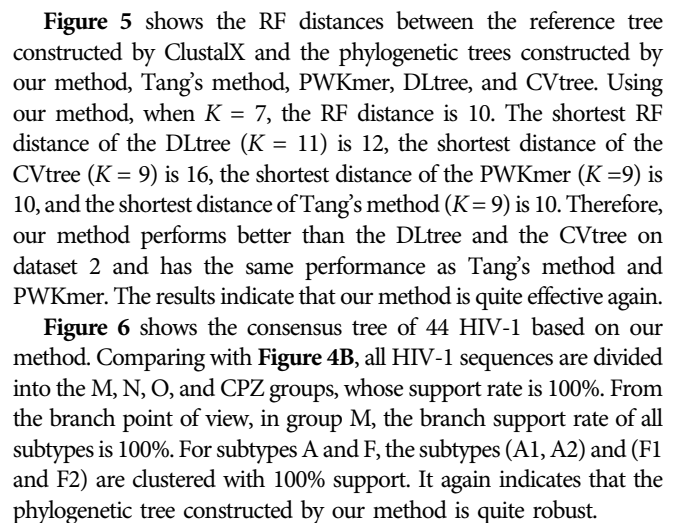 Figure 5 shows the RF distances between the reference tree
constructed by ClustalX and the phylogenetic trees constructed by
our method, Tang's method, PWKmer, DLtree, and CVtree. Using
our method, when K = 7, the RF distance is 10. The shortest RF
distance of the DLtree (K = 11) is 12, the shortest distance of the
CVtree (K = 9) is 16, the shortest distance of the PWKmer (K =9) is
10, and the shortest distance of Tang's method (K = 9) is 10. Therefore,
our method performs better than the DLtree and the CVtree on
dataset 2 and has the same performance as Tang's method and
PWKmer. The results indicate that our method is quite effective again.
Figure 6 shows the consensus tree of 44 HIV-1 based on our
method. Comparing with Figure 4B, all HIV-1 sequences are divided
into the M, N, O, and CPZ groups, whose support rate is 100%. From
the branch point of view, in group M, the branch support rate of all
subtypes is 100%. For subtypes A and F, the subtypes (A1, A2) and (F1
and F2) are clustered with 100% support. It again indicates that the
phylogenetic tree constructed by our method is quite robust.